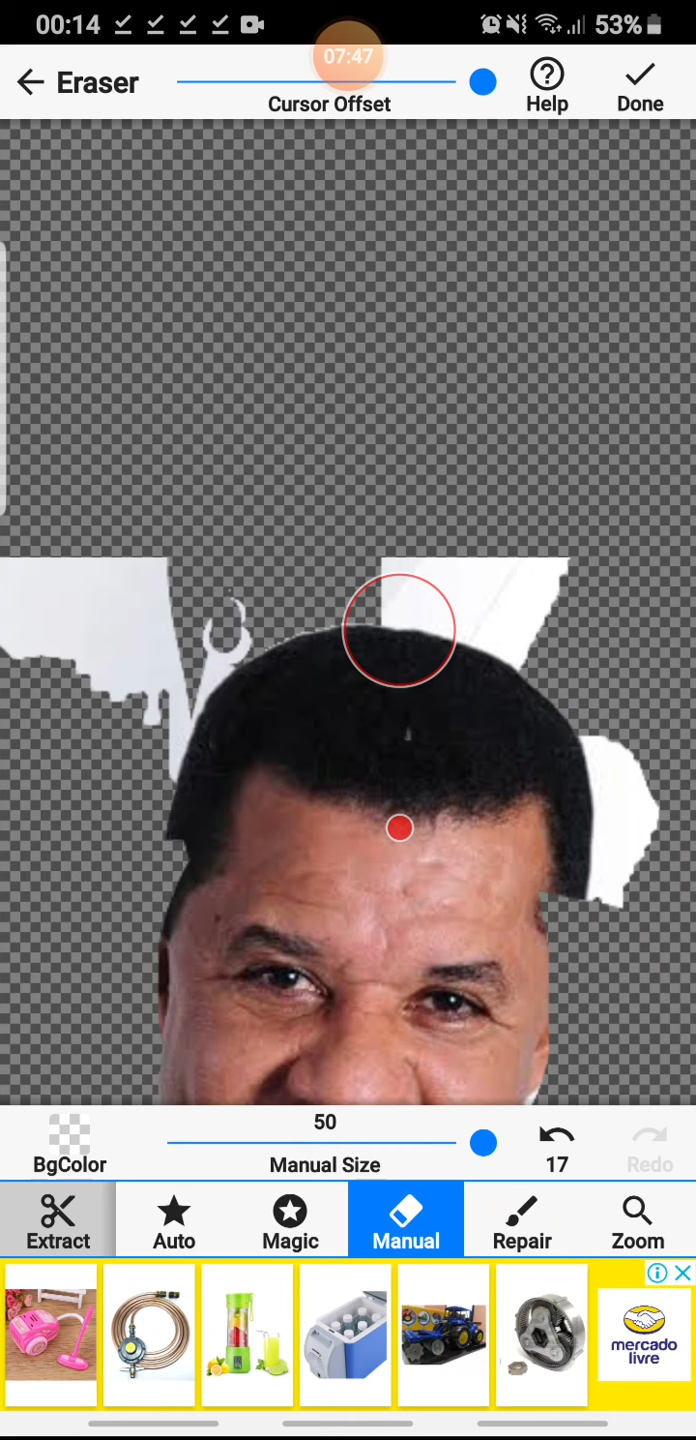 00:14
53%
07:47
Eraser
Cursor Offset
Help
Done
50
BgColor
Manual Size
17
Redo
Extract
Auto
Magic
Manual
Repair
Zoom
mercado
livre